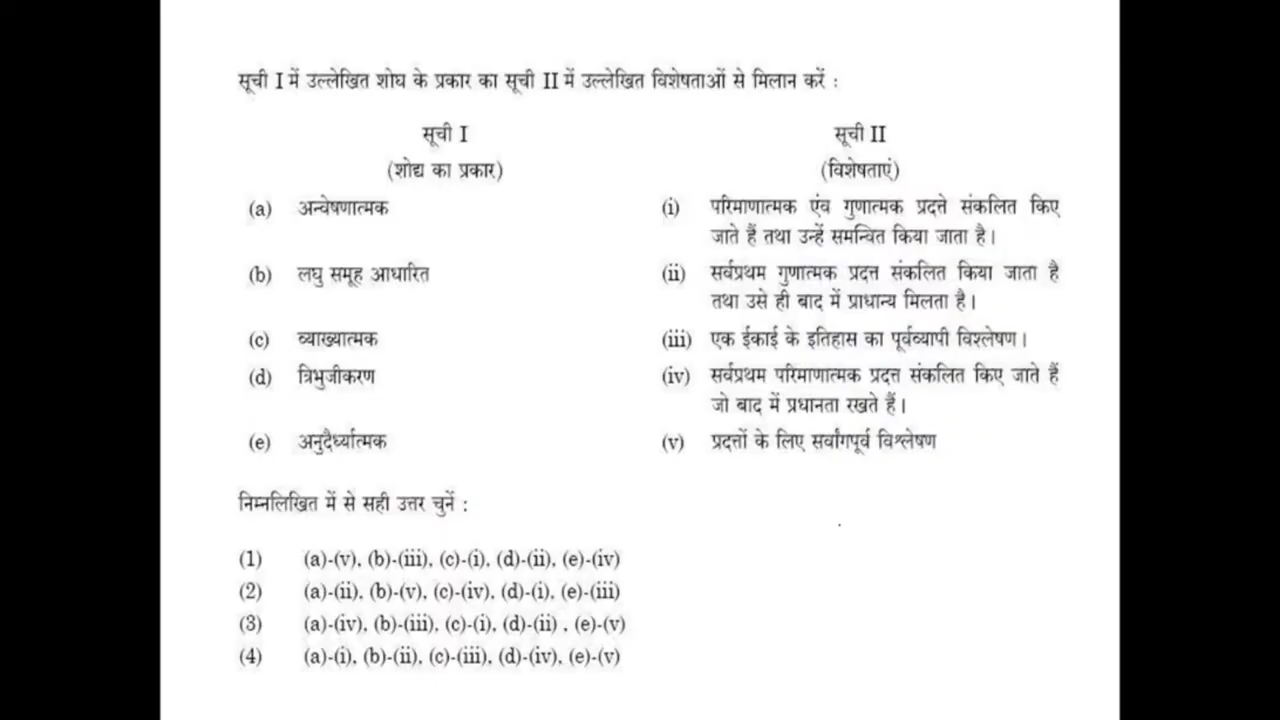 सूची I में उल्लेखित शोघ के प्रकार का सूची II में उल्लेखित विशेषताओं से मिलान करें :
सूची I
सूची II
(शोद्य का प्रकार)
(विशेषताएं)
(a) अन्वेषणात्मक
(i) परिमाणात्मक एंव गुणात्मक प्रदत्ते संकलित किए
जाते हैं तथा उन्हें समन्वित किया जाता है।
(b) लघु समूह आधारित
(ii) सर्वप्रथम गुणात्मक प्रदत्त संकलित किया जाता है
तथा उसे ही बाद में प्राधान्य मिलता है।
(c) व्याख्यात्मक
(iii) एक ईकाई के इतिहास का पूर्वव्यापी विश्लेषण।
(d) त्रिभुजीकरण
(iv) सर्वप्रथम परिमाणात्मक प्रदत्त संकलित किए जाते हैं
जो बाद में प्रधानता रखते हैं।
(e) अनुदैर्ध्यात्मक
(v) प्रदत्तों के लिए सर्वांगपूर्व विश्लेषण
निम्नलिखित में से सही उत्तर चुनें :
(1) (a)-(v), (b)-(iii), (c)-(i), (d)-(ii), (e)-(iv)
(2) (a)-(ii), (b)-(v), (c)-(iv), (d)-(i), (e)-(iii)
(3) (a)-(iv), (b)-(iii), (c)-(i), (d)-(ii) , (e)-(v)
(4) (a)-(i), (b)-(ii), (c)-(iii), (d)-(iv), (e)-(v)